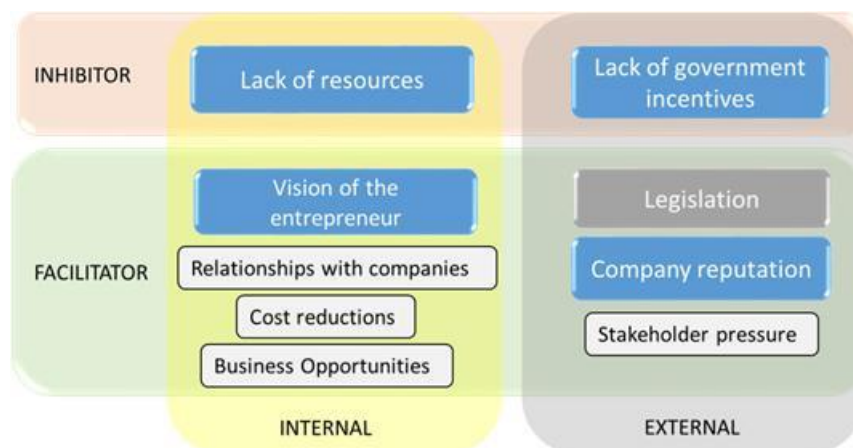 INHIBITOR
Lack of resources
Lack of government
incentives
FACILITATOR
Vision of the
entrepreneur
Relationships with companies
Cost reductions
Business Opportunities
Legislation
Company reputation
Stakeholder pressure
INTERNAL
EXTERNAL